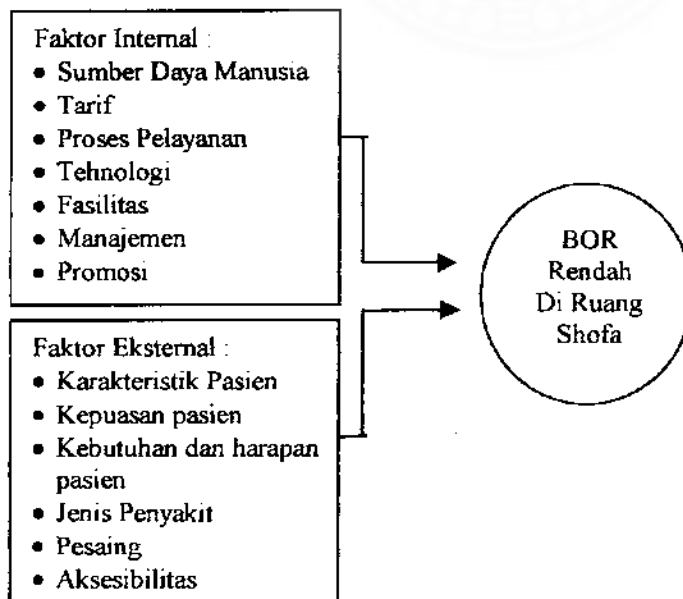 Faktor Internal :
• Sumber Daya Manusia
• Tarif
• Proses Pelayanan
• Tehnologi
• Fasilitas
• Manajemen
• Promosi
BOR
Rendah
Di Ruang
Shofa
Faktor Eksternal :
• Karakteristik Pasien
• Kepuasan pasien
• Kebutuhan dan harapan
pasien
• Jenis Penyakit
• Pesaing
• Aksesibilitas